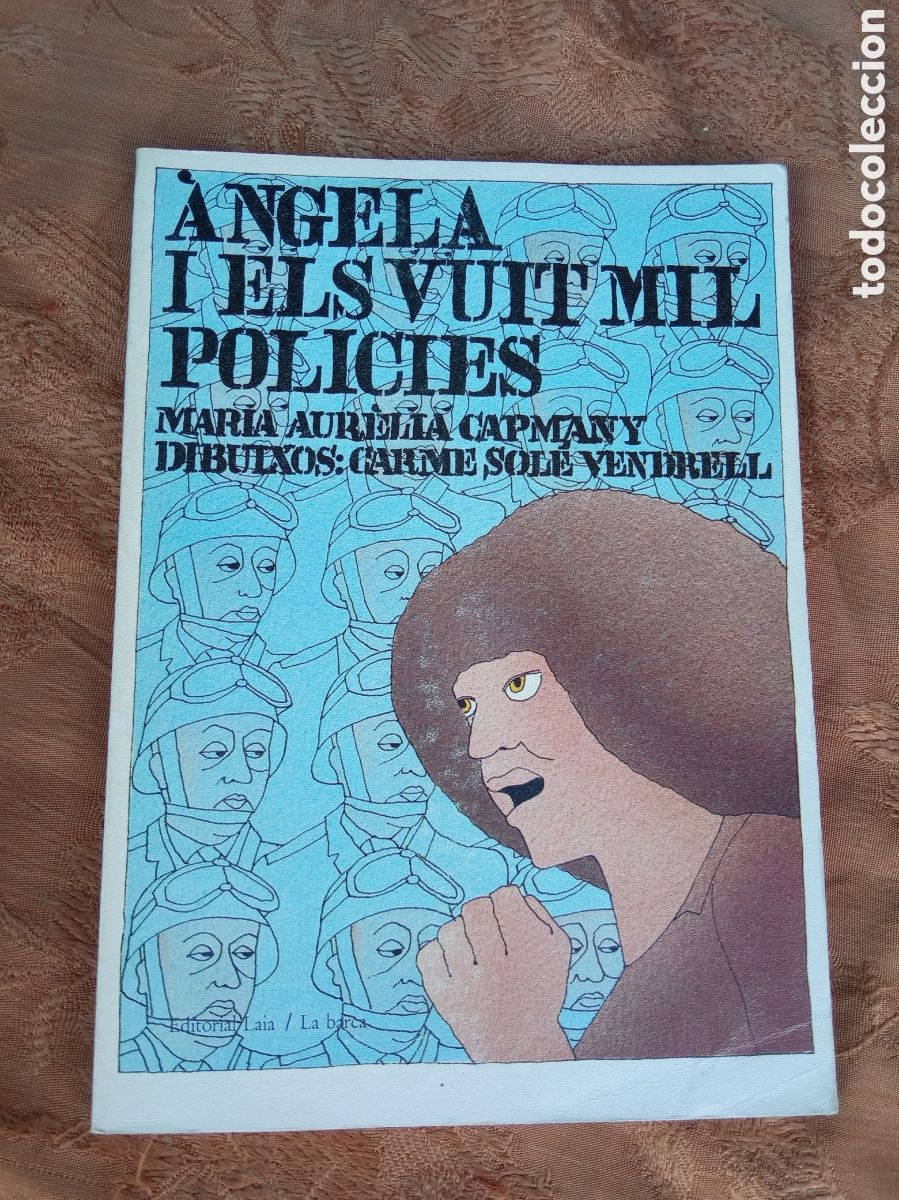 ÀNGELA
I ELS VUIT MIL
POLICIES
MARIA AURÈLIA CAPMANY
DIBUIXOS: CARME SOLÉ VENDRELL
Editorial Laia / La barca
todocoleccion